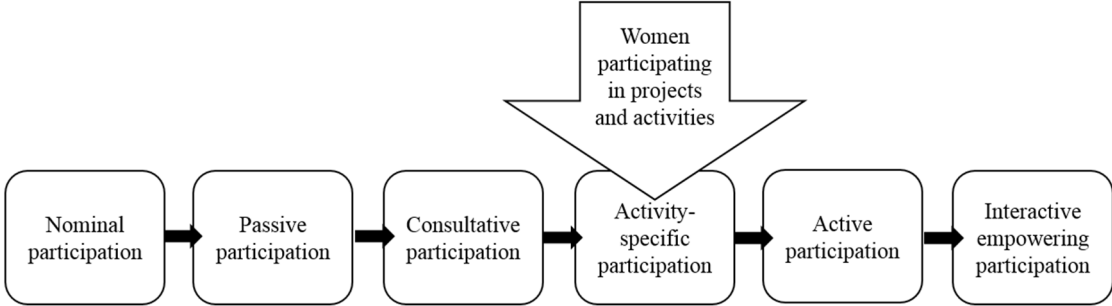 Women
participating
in projects
and activities
Nominal
participation
Passive
participation
Consultative
participation
Activity-
specific
participation
Active
participation
Interactive
empowering
participation